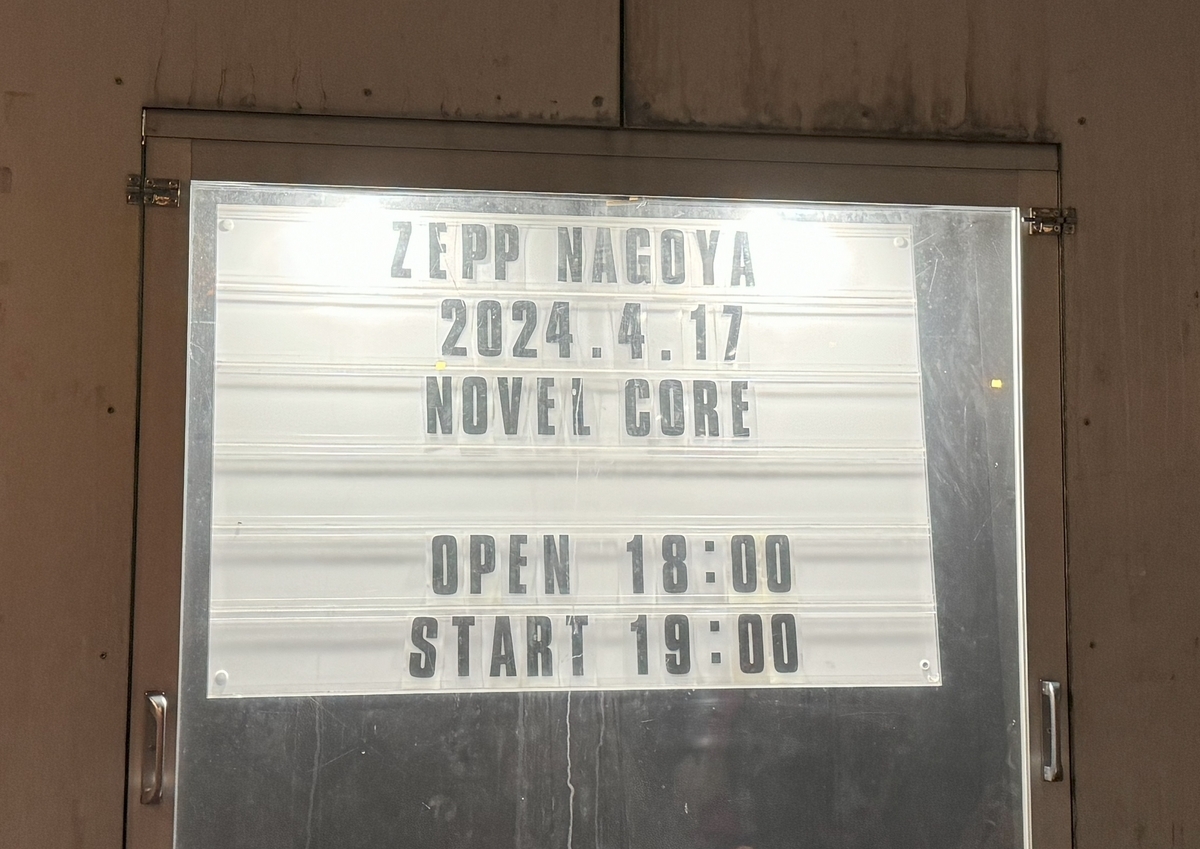 ZEPP NAGOYA
2024.4.17
NOVEL CORE
OPEN 18:00
START 19:00